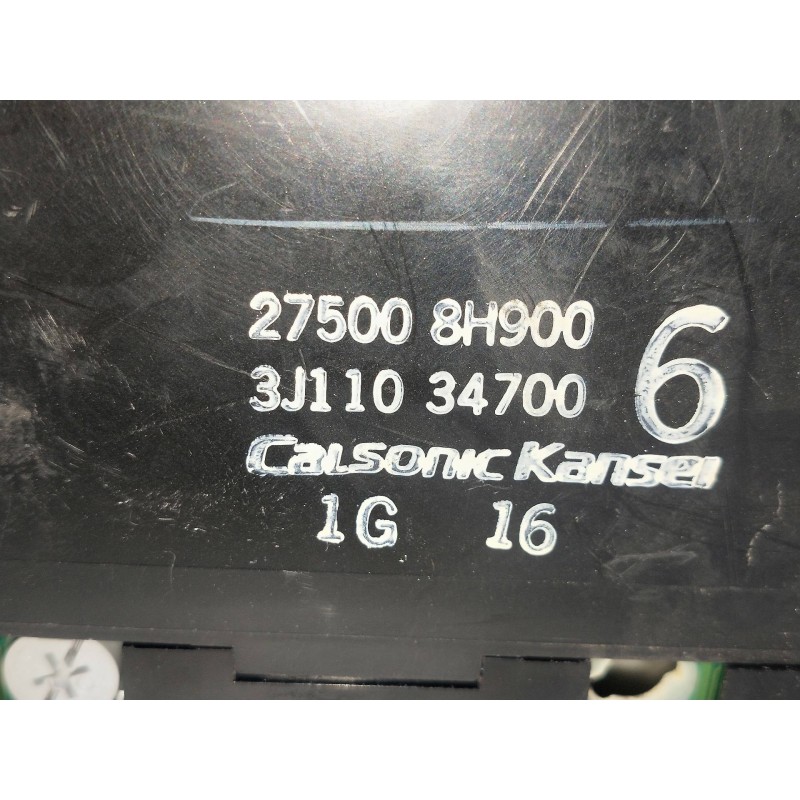 27500 8H900
3J110 34700 6
Calsonic Kansei
1G 16